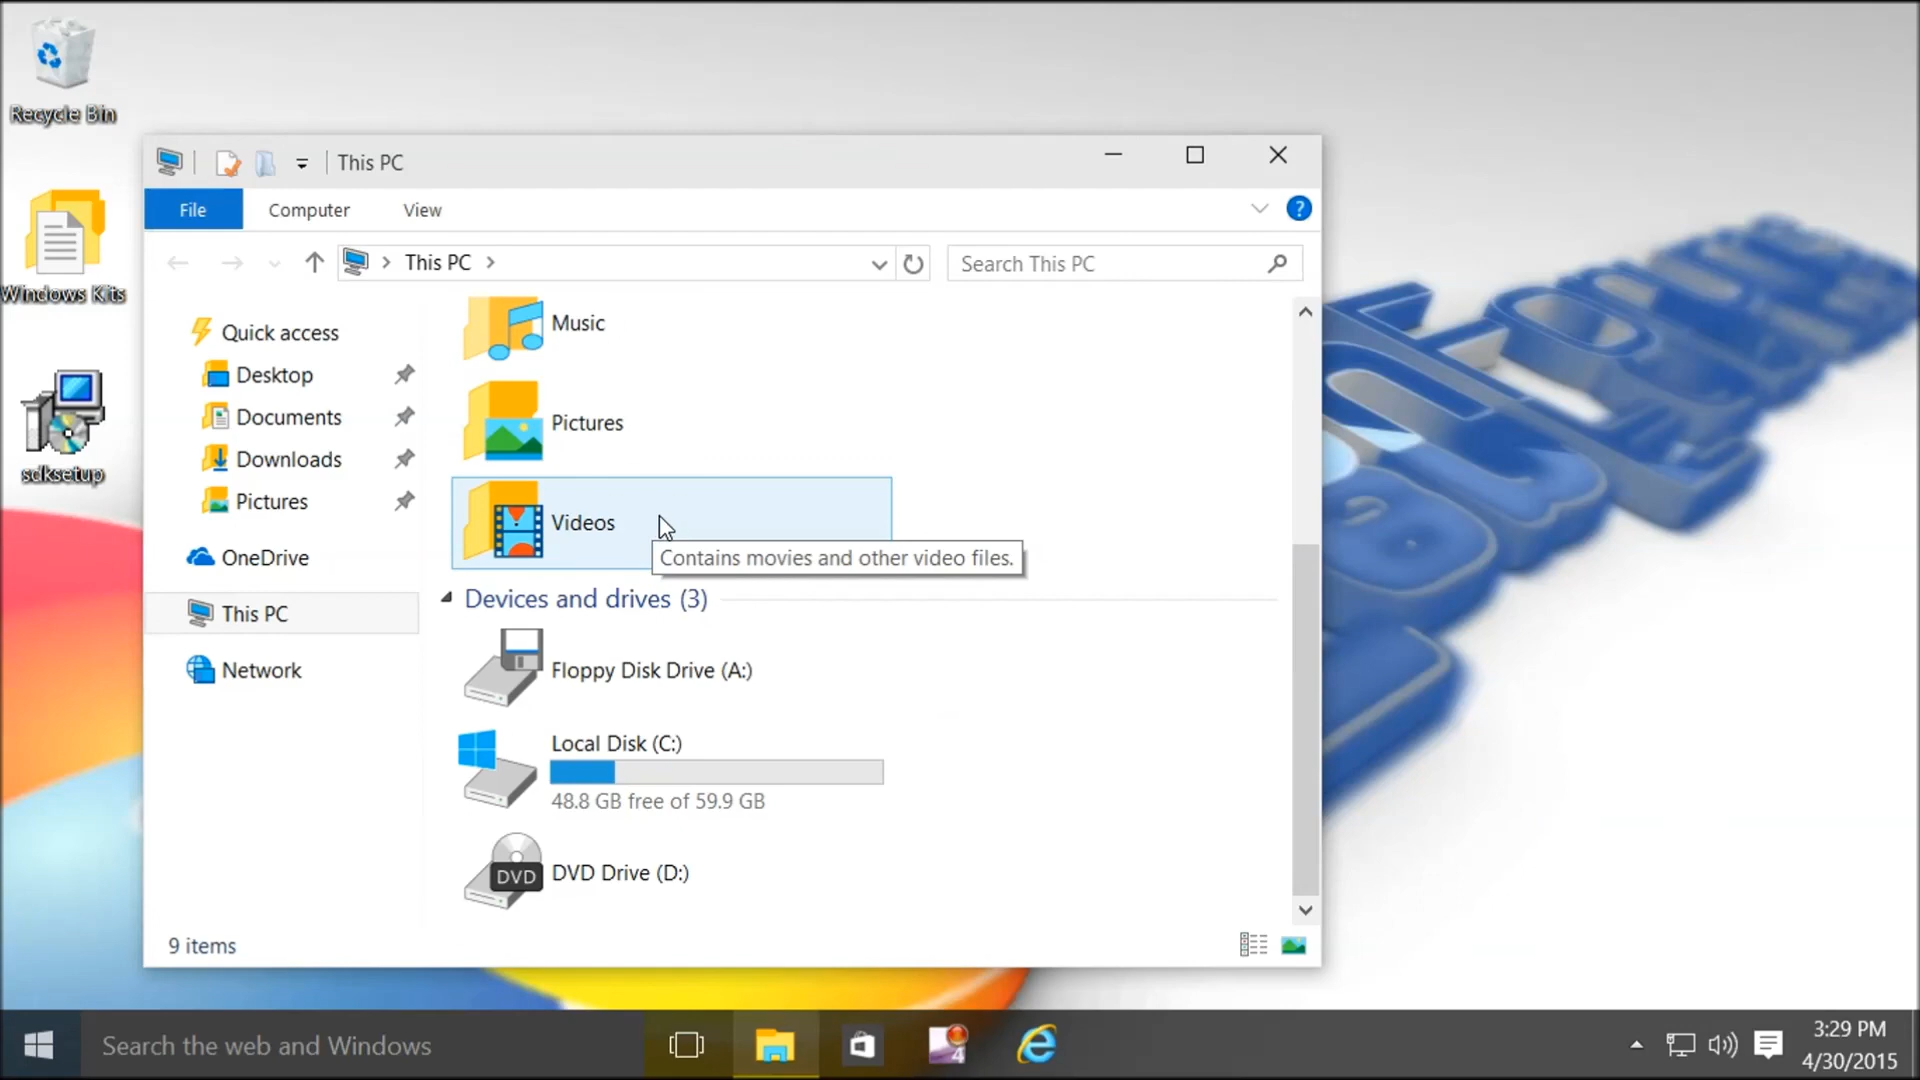 Recycle Bin
Windows Kits
sdksetup
This PC
File
Computer
View
?
This PC
Search This PC
Quick access
Desktop
Documents
Downloads
Pictures
OneDrive
This PC
Network
Music
Pictures
Videos
Contains movies and other video files.
Devices and drives (3)
Floppy Disk Drive (A:)
Local Disk (C:)
48.8 GB free of 59.9 GB
DVD
DVD Drive (D:)
9 items
Search the web and Windows
4
3:29 PM
4/30/2015